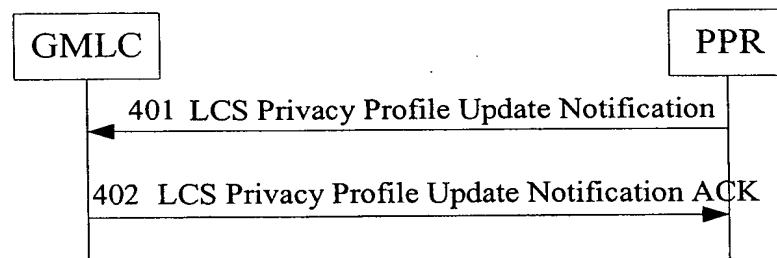 GMLC
PPR
401 LCS Privacy Profile Update Notification
402 LCS Privacy Profile Update Notification ACK